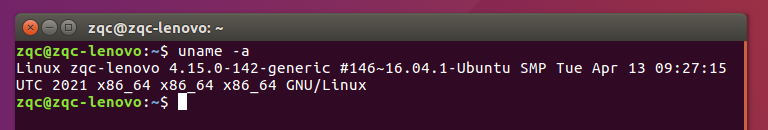 zqc@zqc-lenovo: ~
zqc@zqc-lenovo:~$ uname -a
Linux zqc-lenovo 4.15.0-142-generic #146~16.04.1-Ubuntu SMP Tue Apr 13 09:27:15
UTC 2021 x86_64 x86_64 x86_64 GNU/Linux
zqc@zqc-lenovo:~$